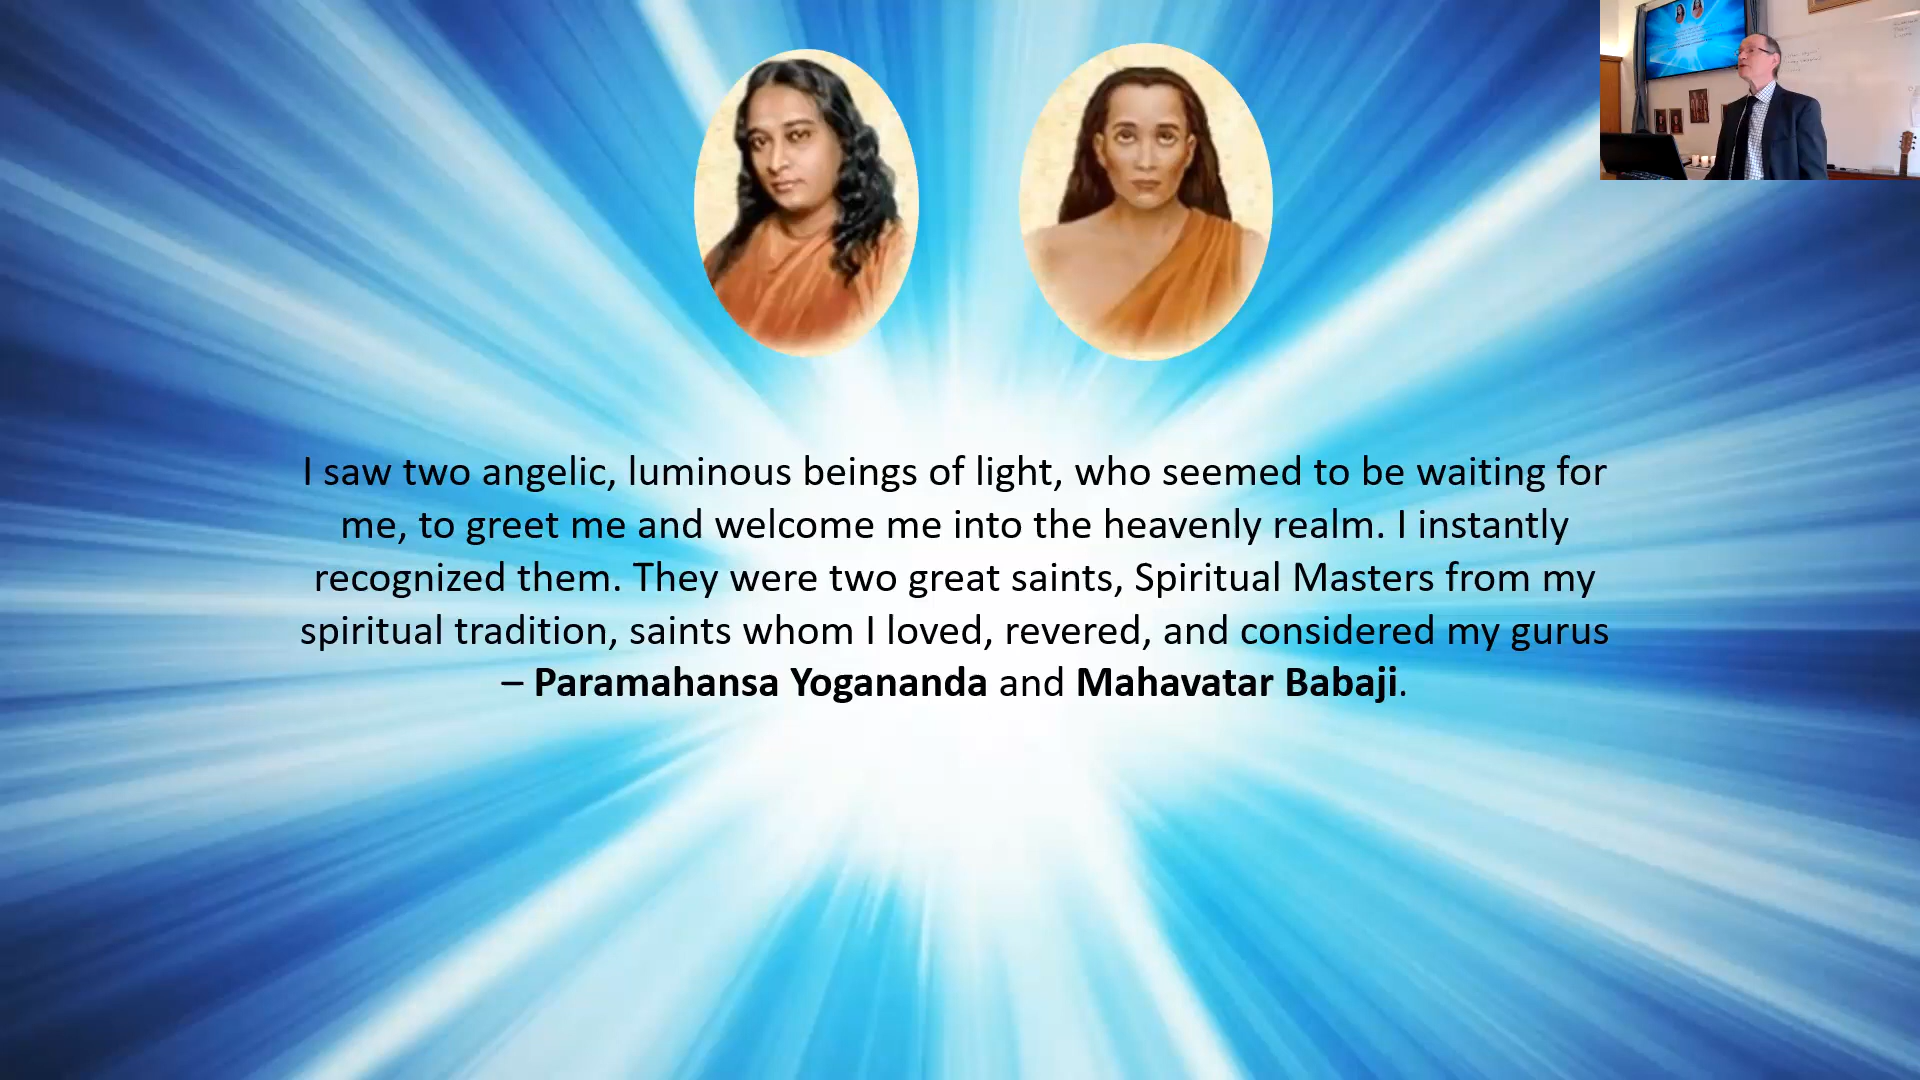 I saw two angelic, luminous beings of light, who seemed to be waiting for
me, to greet me and welcome me into the heavenly realm. I instantly
recognized them. They were two great saints, Spiritual Masters from my
spiritual tradition, saints whom I loved, revered, and considered my gurus
– Paramahansa Yogananda and Mahavatar Babaji.